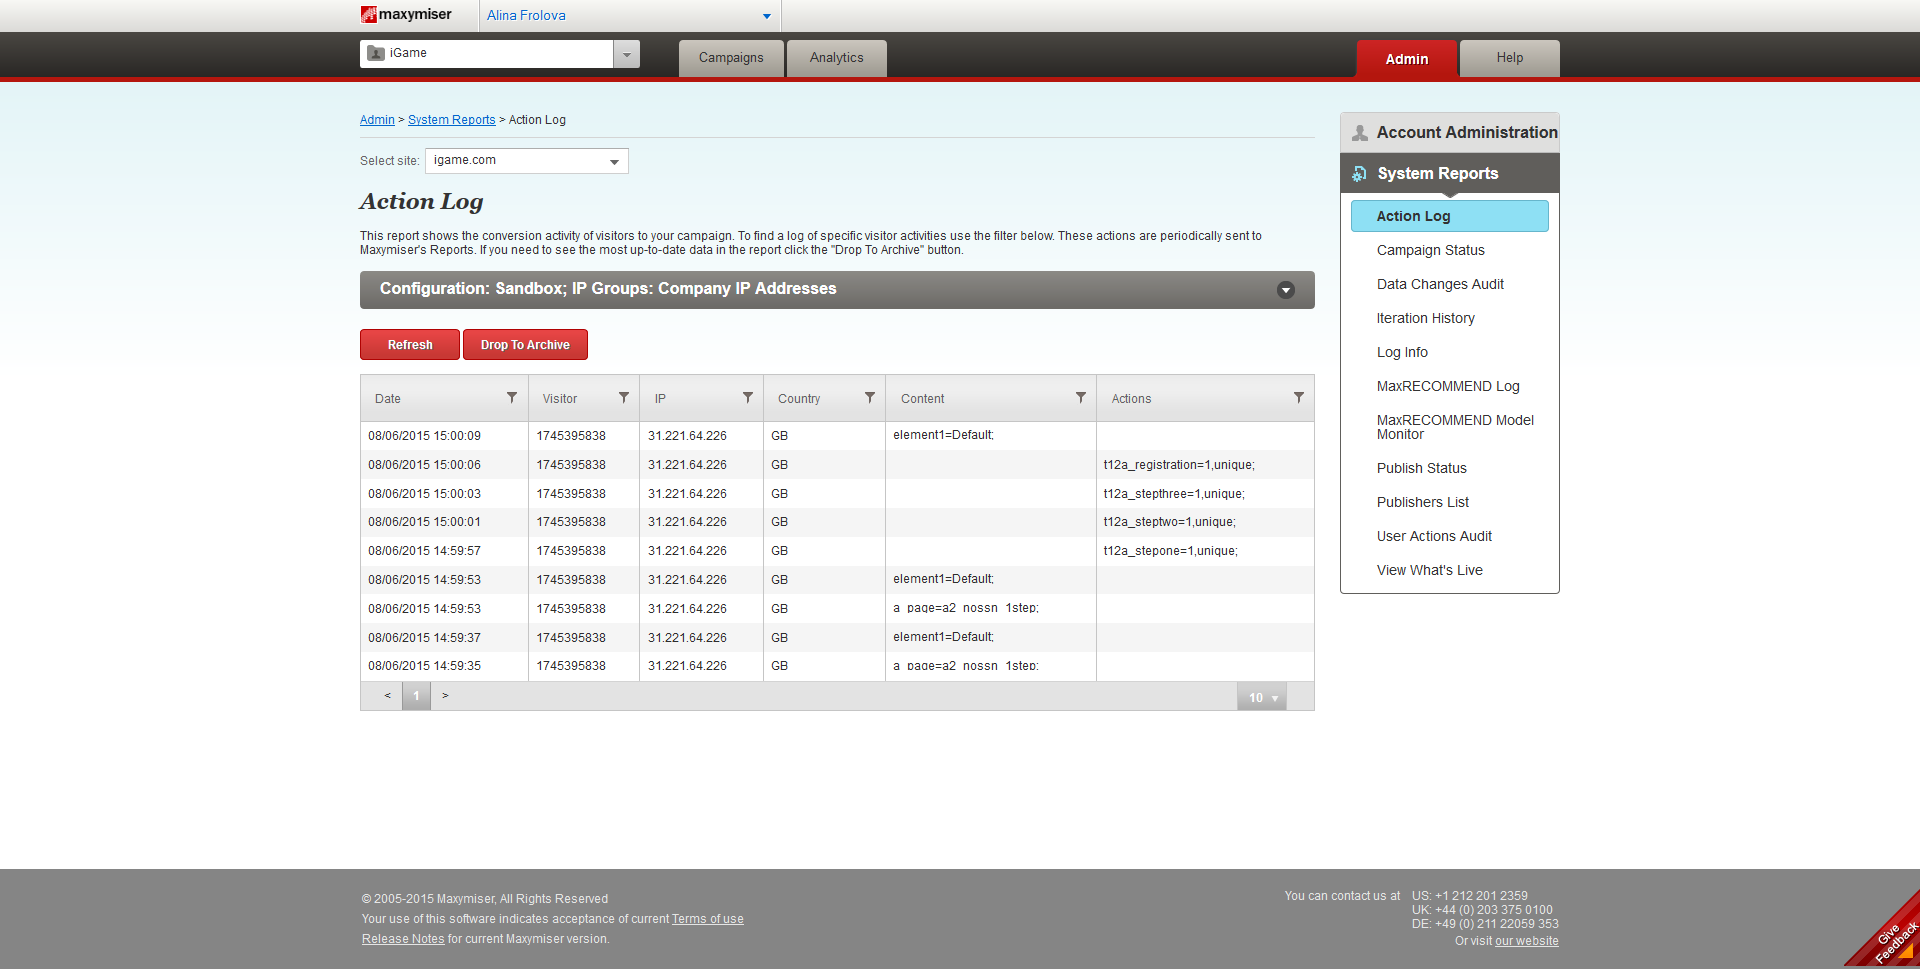 maxymiser
Alina Frolova
iGame
Campaigns
Analytics
Admin
Help
Admin > System Reports > Action Log
Select site:
igame.com
Action Log
This report shows the conversion activity of visitors to your campaign. To find a log of specific visitor activities use the filter below. These actions are periodically sent to
Maxymiser's Reports. If you need to see the most up-to-date data in the report click the "Drop To Archive" button.
Configuration: Sandbox; IP Groups: Company IP Addresses
Refresh
Drop To Archive
Date Visitor IP Country Content Actions
08/06/2015 15:00:09 1745395838 31.221.64.226 GB element1=Default;
08/06/2015 15:00:06 1745395838 31.221.64.226 GB t12a_registration=1,unique;
08/06/2015 15:00:03 1745395838 31.221.64.226 GB t12a_stepthree=1,unique;
08/06/2015 15:00:01 1745395838 31.221.64.226 GB t12a_steptwo=1,unique;
08/06/2015 14:59:57 1745395838 31.221.64.226 GB t12a_stepone=1,unique;
08/06/2015 14:59:53 1745395838 31.221.64.226 GB element1=Default;
08/06/2015 14:59:53 1745395838 31.221.64.226 GB a_page=a2_nossn_1step;
08/06/2015 14:59:37 1745395838 31.221.64.226 GB element1=Default;
08/06/2015 14:59:35 1745395838 31.221.64.226 GB a_page=a2_nossn_1step;
< 1 >
10
Account Administration
System Reports
Action Log
Campaign Status
Data Changes Audit
Iteration History
Log Info
MaxRECOMMEND Log
MaxRECOMMEND Model
Monitor
Publish Status
Publishers List
User Actions Audit
View What's Live
© 2005-2015 Maxymiser, All Rights Reserved
Your use of this software indicates acceptance of current Terms of use
Release Notes for current Maxymiser version.
You can contact us at US: +1 212 201 2359
UK: +44 (0) 203 375 0100
DE: +49 (0) 211 22059 353
Or visit our website
Give
Feedback